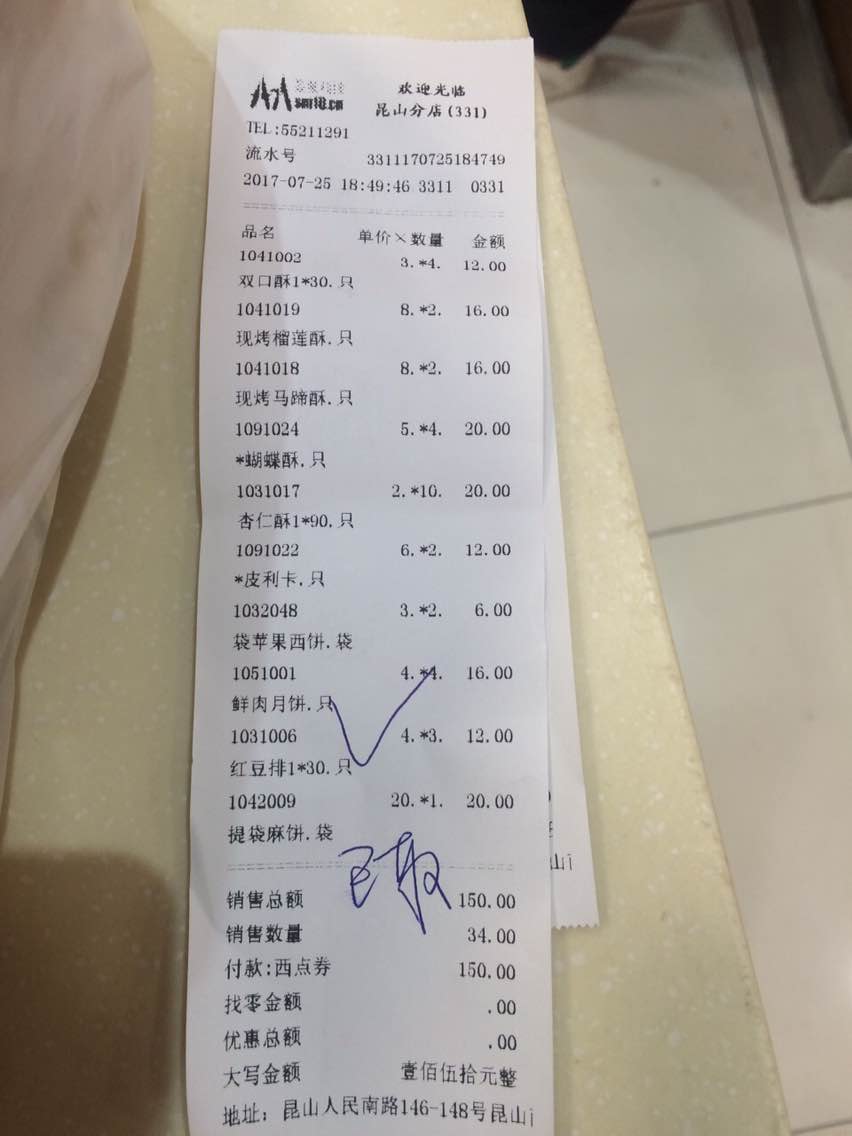 欢迎光临
昆山分店(331)
TEL:55211291
流水号 3311170725184749
2017-07-25 18:49:46 3311 0331
品名 单价×数量 金额
1041002 3.*4. 12.00
双口酥1*30.只
1041019 8.*2. 16.00
现烤榴莲酥.只
1041018 8.*2. 16.00
现烤马蹄酥.只
1091024 5.*4. 20.00
*蝴蝶酥.只
1031017 2.*10. 20.00
杏仁酥1*90.只
1091022 6.*2. 12.00
*皮利卡.只
1032048 3.*2. 6.00
袋苹果西饼.袋
1051001 4.*4. 16.00
鲜肉月饼.只
1031006 4.*3. 12.00
红豆排1*30.只
1042009 20.*1. 20.00
提袋麻饼.袋
已取
销售总额 150.00
销售数量 34.00
付款:西点券 150.00
找零金额 .00
优惠总额 .00
大写金额 壹佰伍拾元整
地址: 昆山人民南路146-148号昆山